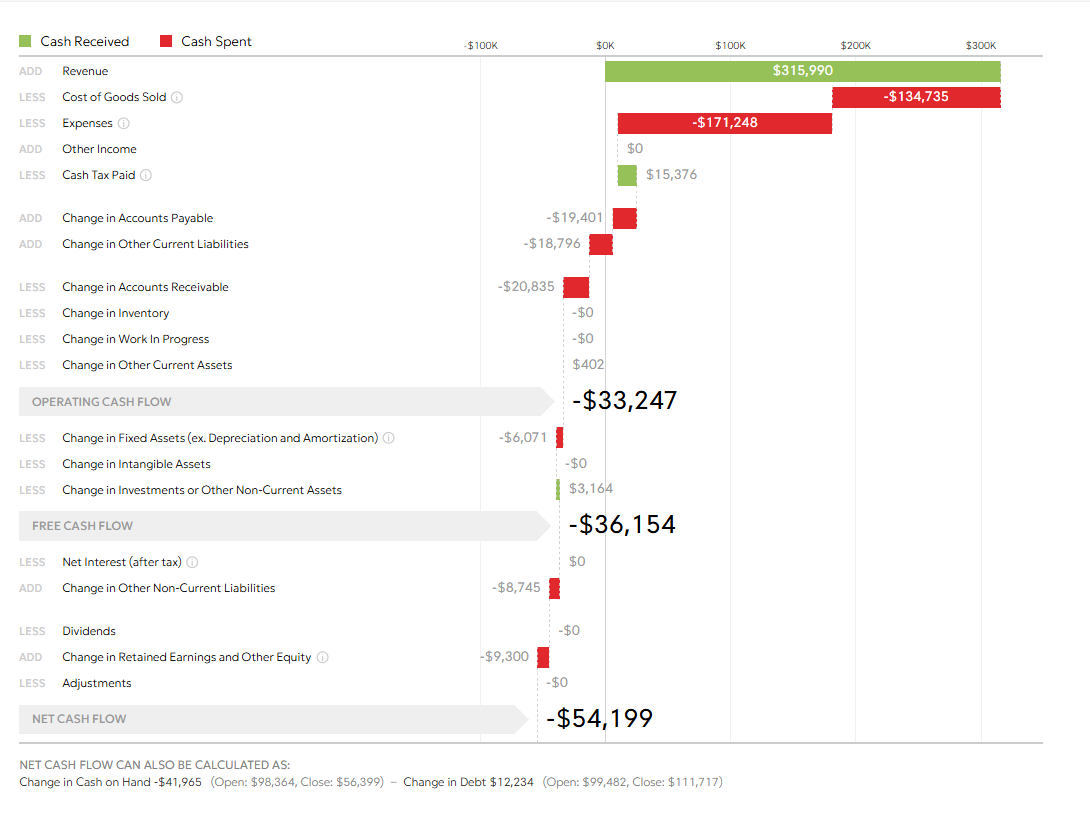 Cash Received Cash Spent -$100K $0K $100K $200K $300K
ADD Revenue $315,990
LESS Cost of Goods Sold -$134,735
LESS Expenses -$171,248
ADD Other Income $0
LESS Cash Tax Paid $15,376
ADD Change in Accounts Payable -$19,401
ADD Change in Other Current Liabilities -$18,796
LESS Change in Accounts Receivable -$20,835
LESS Change in Inventory -$0
LESS Change in Work In Progress -$0
LESS Change in Other Current Assets $402
OPERATING CASH FLOW -$33,247
LESS Change in Fixed Assets (ex. Depreciation and Amortization) -$6,071
LESS Change in Intangible Assets -$0
LESS Change in Investments or Other Non-Current Assets $3,164
FREE CASH FLOW -$36,154
LESS Net Interest (after tax) $0
ADD Change in Other Non-Current Liabilities -$8,745
LESS Dividends -$0
ADD Change in Retained Earnings and Other Equity -$9,300
LESS Adjustments -$0
NET CASH FLOW -$54,199
NET CASH FLOW CAN ALSO BE CALCULATED AS:
Change in Cash on Hand -$41,965 (Open: $98,364, Close: $56,399) – Change in Debt $12,234 (Open: $99,482, Close: $111,717)